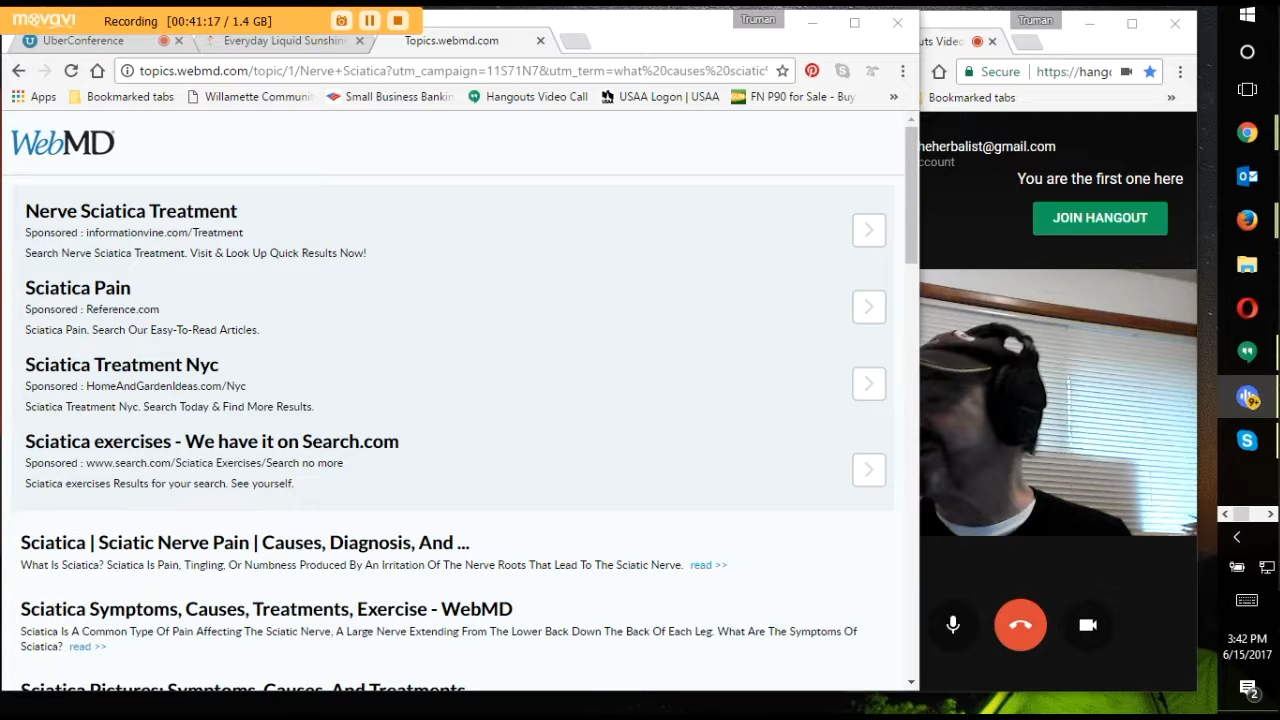 movavi Recording [00:41:17 / 1.4 GB]
Truman
Truman
UberConference
Everyday Liquid Sunshin
Topics.webmd.com
uts Video
topics.webmd.com/topic/1/Nerve+Sciatica?utm_campaign=11S71N7&utm_term=what%20causes%20sciatic%
Secure https://hango
Apps
Bookmarked tabs
Willamette Communit
Small Business Bankin
Hangouts Video Call
USAA Logon | USAA
FN P90 for Sale - Buy
»
Bookmarked tabs
»
WebMD
Nerve Sciatica Treatment
Sponsored : informationvine.com/Treatment
Search Nerve Sciatica Treatment. Visit & Look Up Quick Results Now!
Sciatica Pain
Sponsored : Reference.com
Sciatica Pain. Search Our Easy-To-Read Articles.
Sciatica Treatment Nyc
Sponsored : HomeAndGardenIdeas.com/Nyc
Sciatica Treatment Nyc. Search Today & Find More Results.
Sciatica exercises - We have it on Search.com
Sponsored : www.search.com/Sciatica Exercises/Search no more
Sciatica exercises Results for your search. See yourself.
Sciatica | Sciatic Nerve Pain | Causes, Diagnosis, And ...
What Is Sciatica? Sciatica Is Pain, Tingling, Or Numbness Produced By An Irritation Of The Nerve Roots That Lead To The Sciatic Nerve. read >>
Sciatica Symptoms, Causes, Treatments, Exercise - WebMD
Sciatica Is A Common Type Of Pain Affecting The Sciatic Nerve, A Large Nerve Extending From The Lower Back Down The Back Of Each Leg. What Are The Symptoms Of
Sciatica? read >>
Sciatica Pictures: Symptoms, Causes, And Treatments
heherbalist@gmail.com
ccount
You are the first one here
JOIN HANGOUT
9+
3:42 PM
6/15/2017
2